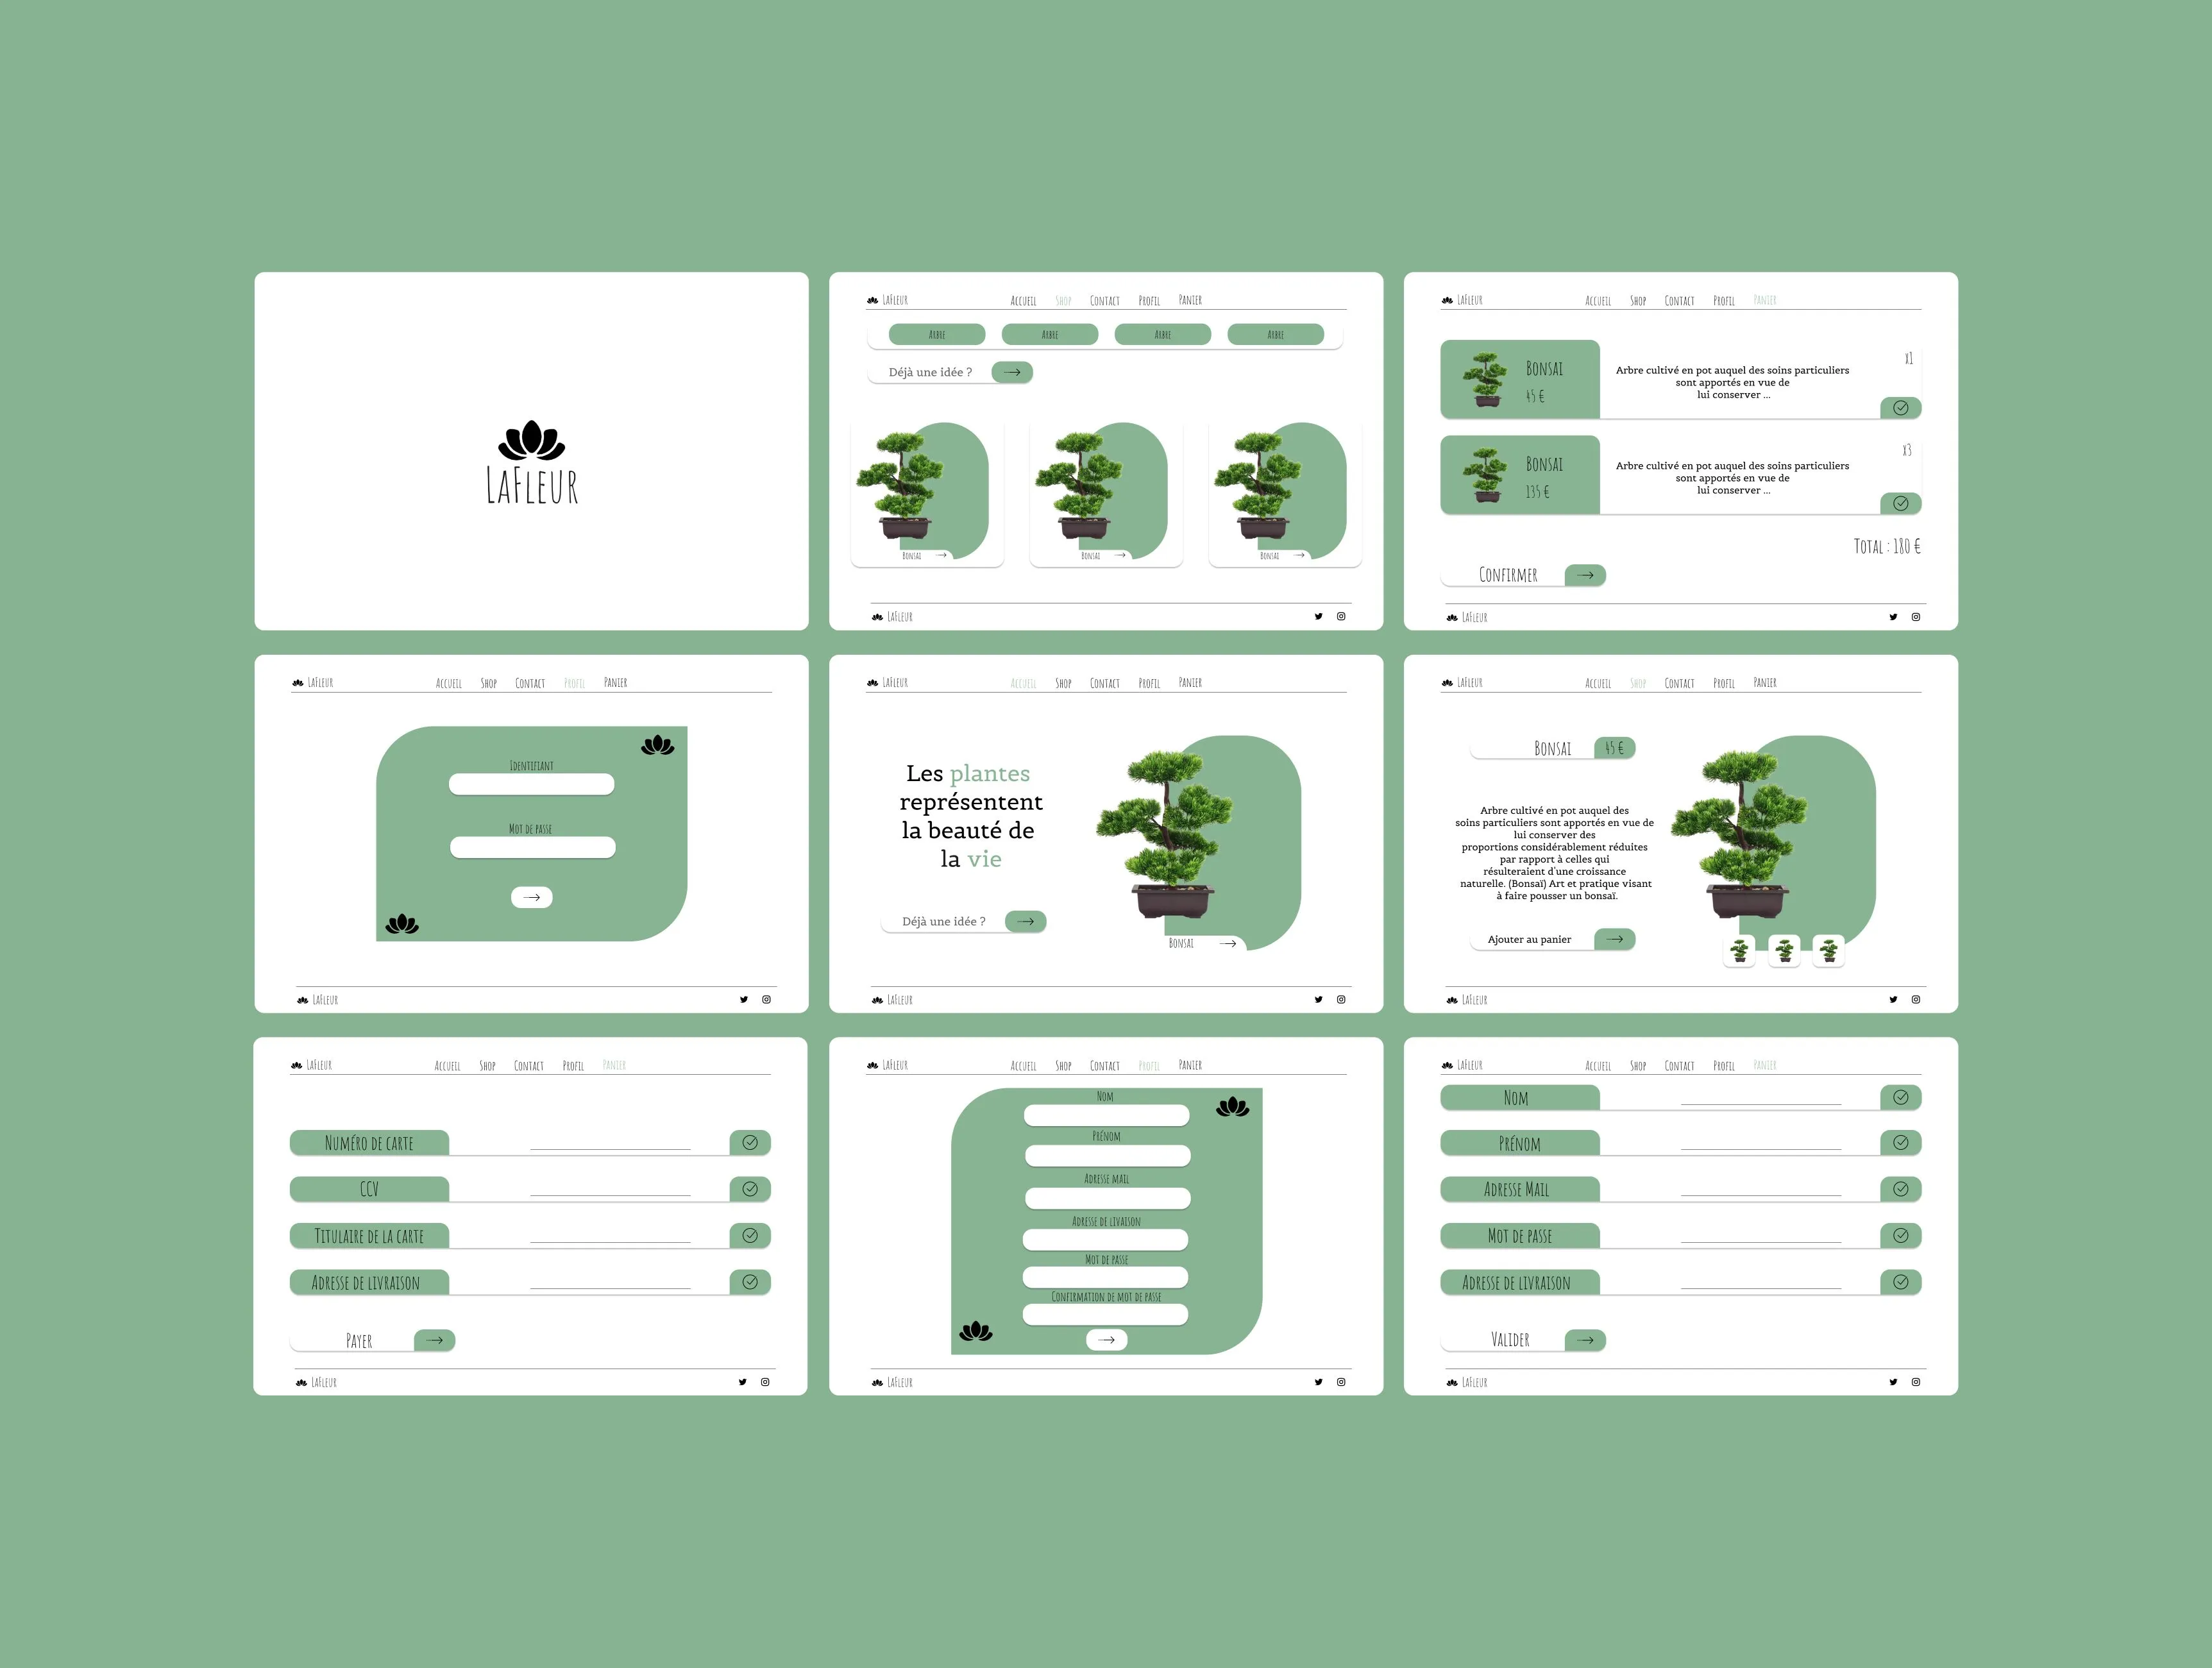 LaFleur
LaFleur
Accueil Shop Contact Profil Panier
Arbre Arbre Arbre Arbre
Déjà une idée ?
Bonsai Bonsai Bonsai
LaFleur
LaFleur
Accueil Shop Contact Profil Panier
Bonsai
45 €
Arbre cultivé en pot auquel des soins particuliers
sont apportés en vue de
lui conserver ...
x1
Bonsai
135 €
Arbre cultivé en pot auquel des soins particuliers
sont apportés en vue de
lui conserver ...
x3
Total : 180 €
Confirmer
LaFleur
LaFleur
Accueil Shop Contact Profil Panier
Identifiant
Mot de passe
LaFleur
LaFleur
Accueil Shop Contact Profil Panier
Les plantes
représentent
la beauté de
la vie
Déjà une idée ?
Bonsai
LaFleur
LaFleur
Accueil Shop Contact Profil Panier
Bonsai 45 €
Arbre cultivé en pot auquel des
soins particuliers sont apportés en vue de
lui conserver des
proportions considérablement réduites
par rapport à celles qui
résulteraient d'une croissance
naturelle. (Bonsaï) Art et pratique visant
à faire pousser un bonsaï.
Ajouter au panier
LaFleur
LaFleur
Accueil Shop Contact Profil Panier
Numéro de carte
CCV
Titulaire de la carte
Adresse de livraison
Payer
LaFleur
LaFleur
Accueil Shop Contact Profil Panier
Nom
Prénom
Adresse mail
Adresse de livaison
Mot de passe
Confirmation de mot de passe
LaFleur
LaFleur
Accueil Shop Contact Profil Panier
Nom
Prénom
Adresse Mail
Mot de passe
Adresse de livraison
Valider
LaFleur